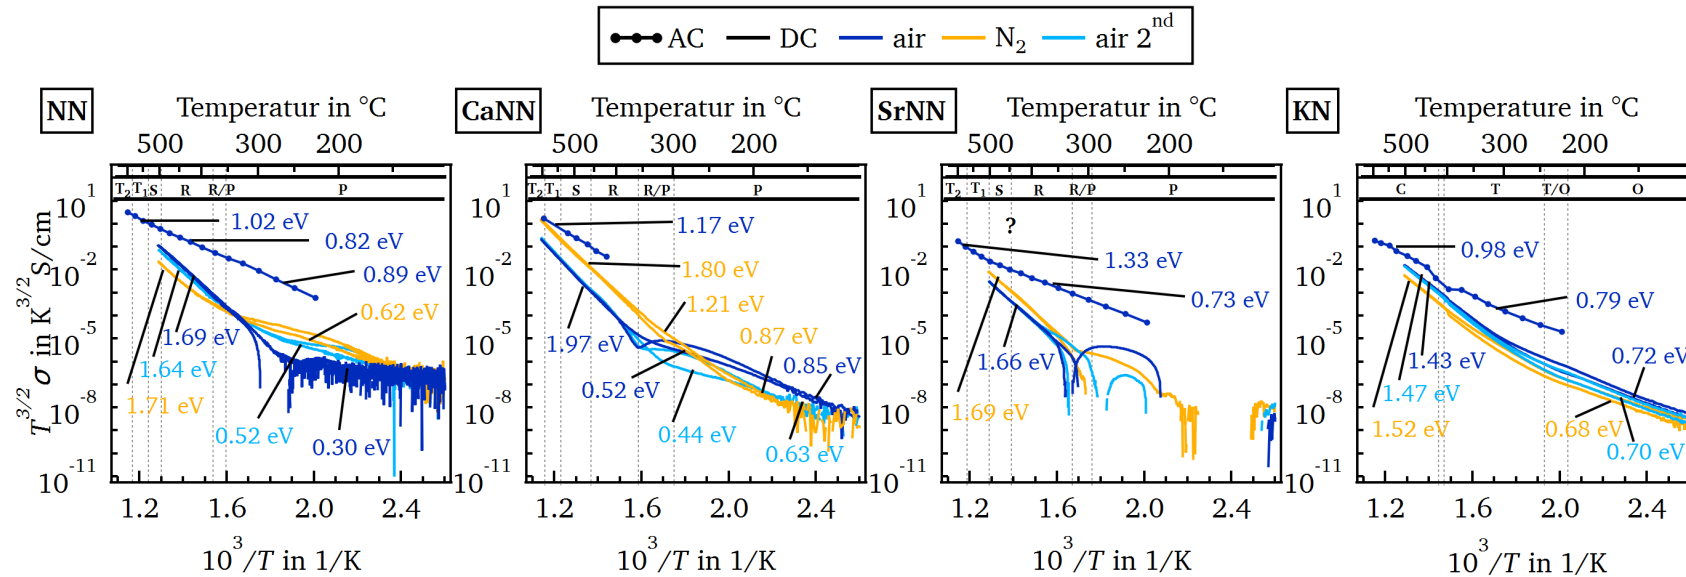 AC DC air N2 air 2nd
NN
Temperatur in °C
500 300 200
T2 T1 S R R/P P
T^3/2 σ in K^3/2 S/cm
10^1
10^-2
10^-5
10^-8
10^-11
1.02 eV
0.82 eV
0.89 eV
0.62 eV
1.69 eV
1.64 eV
1.71 eV
0.52 eV
0.30 eV
1.2 1.6 2.0 2.4
10^3/T in 1/K
CaNN
Temperatur in °C
500 300 200
T2 T1 S R R/P P
10^1
10^-2
10^-5
10^-8
10^-11
1.17 eV
1.80 eV
1.21 eV
0.87 eV
1.97 eV
0.85 eV
0.52 eV
0.44 eV
0.63 eV
1.2 1.6 2.0 2.4
10^3/T in 1/K
SrNN
Temperatur in °C
500 300 200
T2 T1 S R R/P P
10^1
10^-2
10^-5
10^-8
10^-11
?
1.33 eV
0.73 eV
1.66 eV
1.69 eV
1.2 1.6 2.0 2.4
10^3/T in 1/K
KN
Temperature in °C
500 300 200
C T T/O O
10^1
10^-2
10^-5
10^-8
10^-11
0.98 eV
0.79 eV
1.43 eV
0.72 eV
1.47 eV
1.52 eV
0.68 eV
0.70 eV
1.2 1.6 2.0 2.4
10^3/T in 1/K